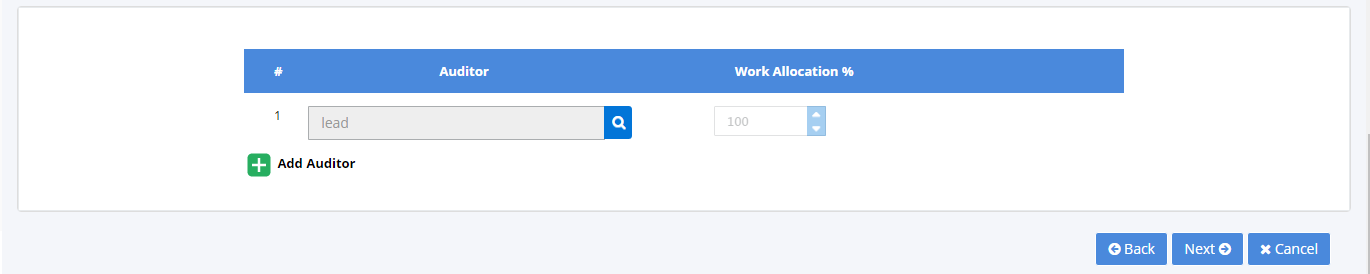 # Auditor Work Allocation %
1 lead 100
Add Auditor
Back Next Cancel